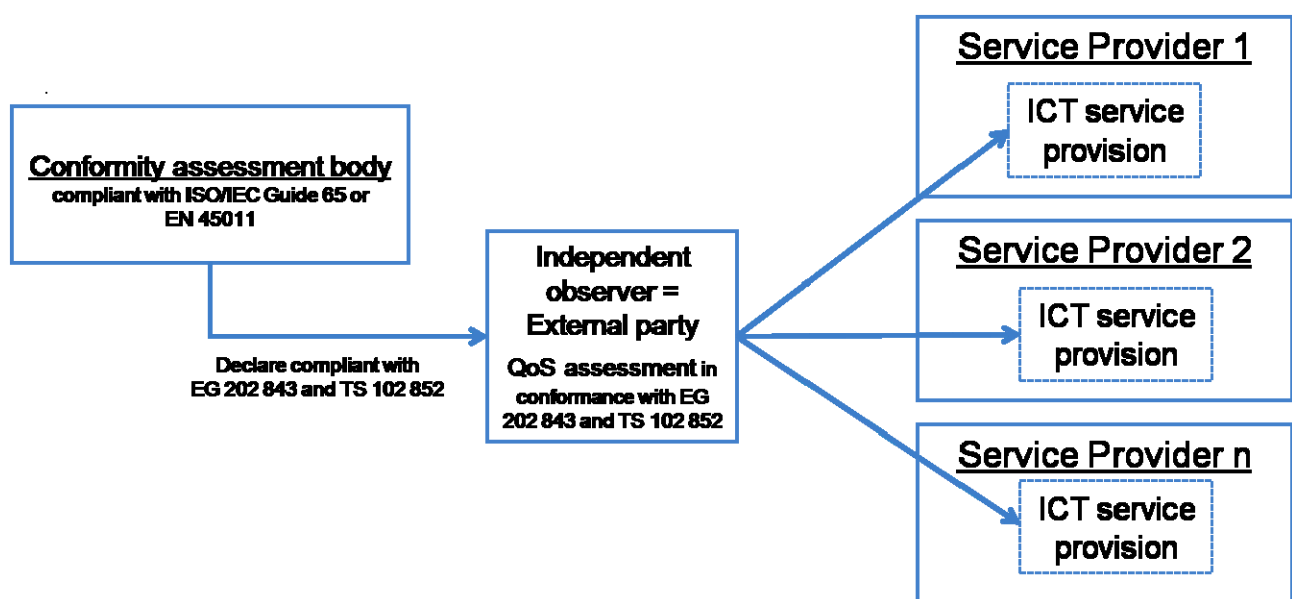 Conformity assessment body
compliant with ISO/IEC Guide 65 or
EN 45011
Declare compliant with
EG 202 843 and TS 102 852
Independent
observer =
External party
QoS assessment in
conformance with EG
202 843 and TS 102 852
Service Provider 1
ICT service
provision
Service Provider 2
ICT service
provision
Service Provider n
ICT service
provision